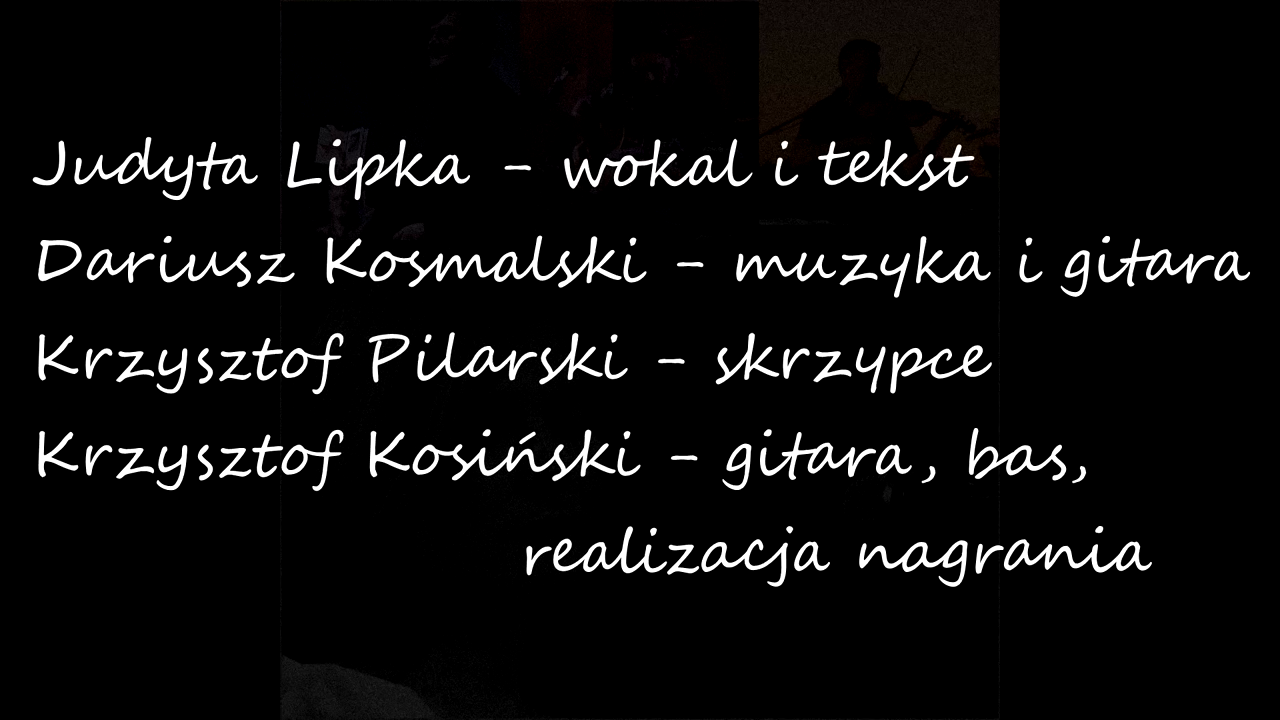 Judyta Lipka - wokal i tekst
Dariusz Kosmalski - muzyka i gitara
Krzysztof Pilarski - skrzypce
Krzysztof Kosiński - gitara, bas,
realizacja nagrania